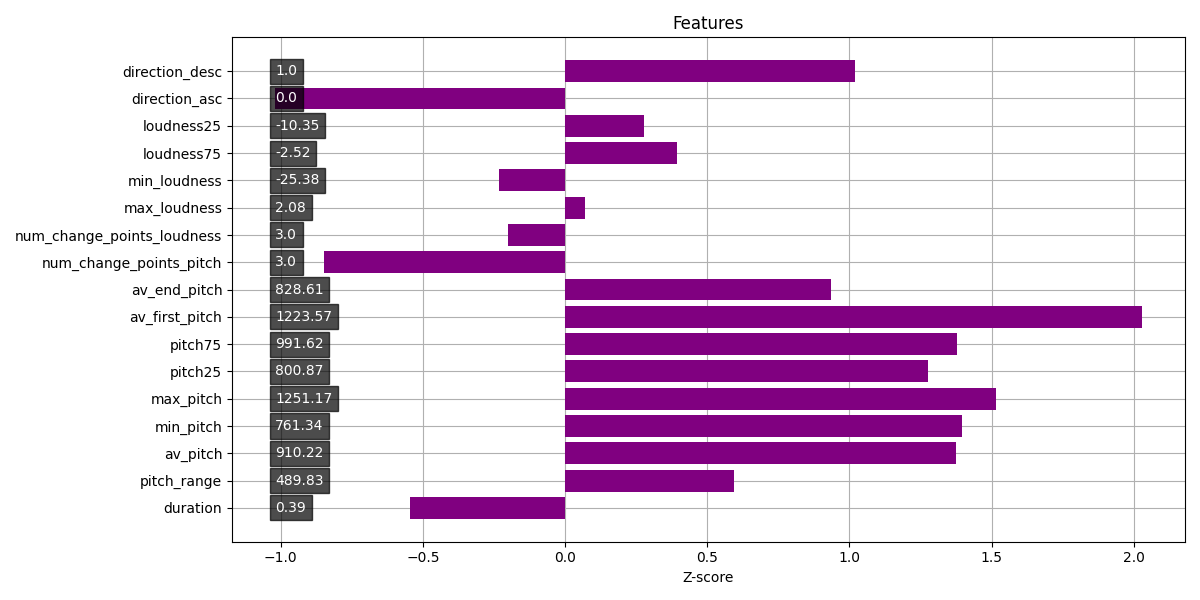 Features
direction_desc 1.0
direction_asc 0.0
loudness25 -10.35
loudness75 -2.52
min_loudness -25.38
max_loudness 2.08
num_change_points_loudness 3.0
num_change_points_pitch 3.0
av_end_pitch 828.61
av_first_pitch 1223.57
pitch75 991.62
pitch25 800.87
max_pitch 1251.17
min_pitch 761.34
av_pitch 910.22
pitch_range 489.83
duration 0.39
−1.0 −0.5 0.0 0.5 1.0 1.5 2.0
Z-score